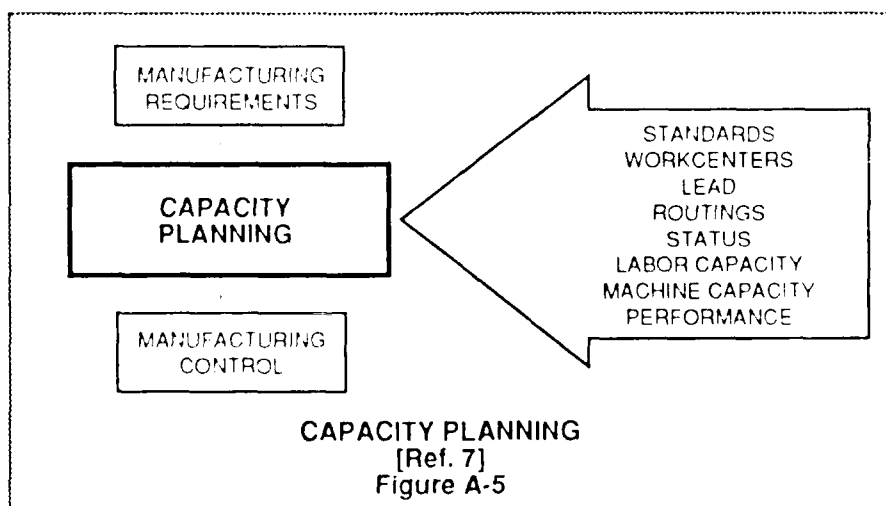 MANUFACTURING
REQUIREMENTS
CAPACITY
PLANNING
MANUFACTURING
CONTROL
STANDARDS
WORKCENTERS
LEAD
ROUTINGS
STATUS
LABOR CAPACITY
MACHINE CAPACITY
PERFORMANCE
CAPACITY PLANNING
[Ref. 7]
Figure A-5